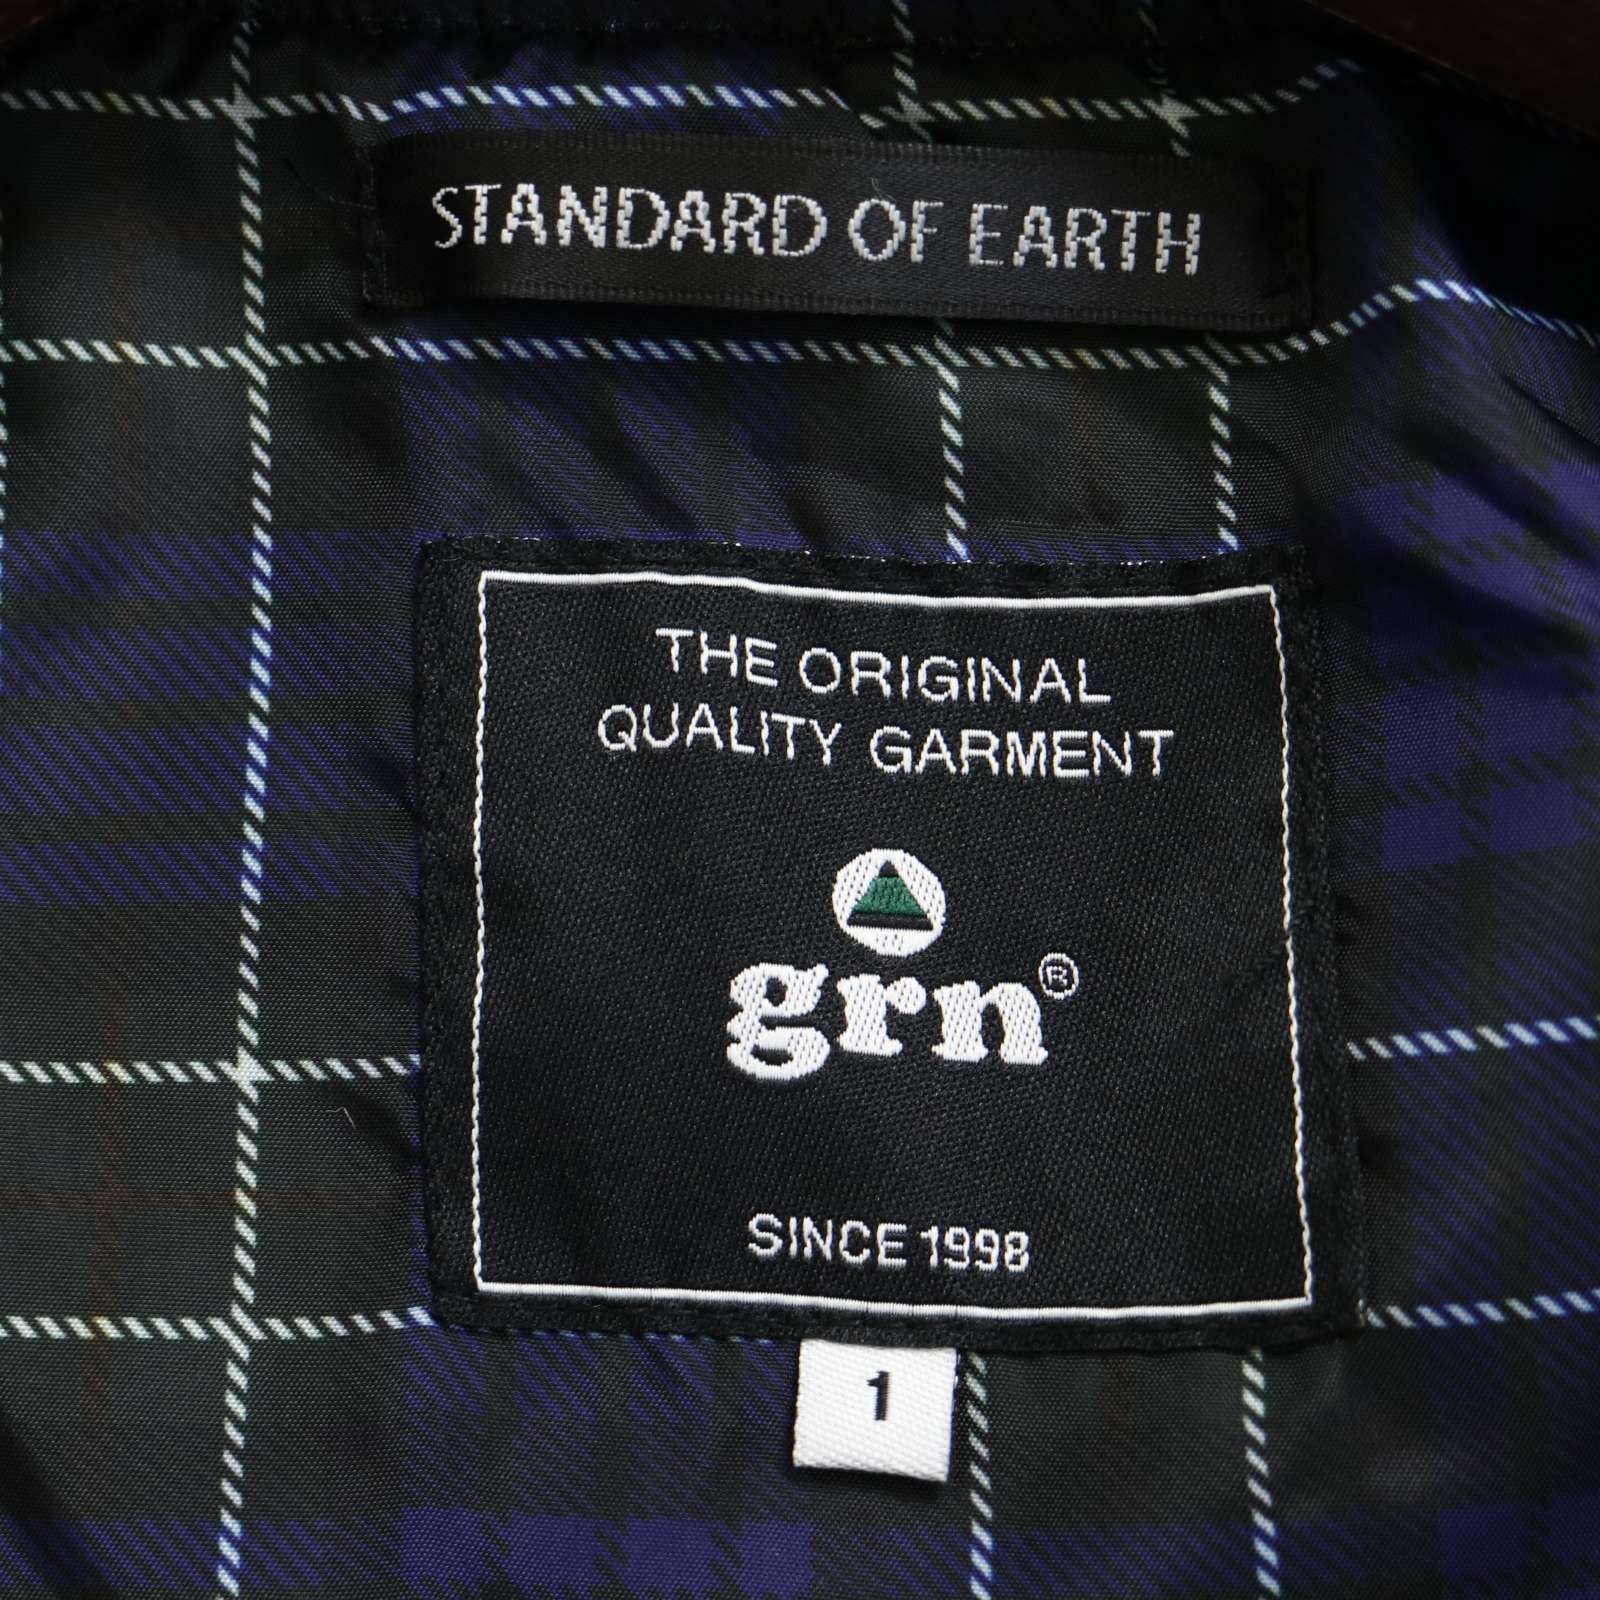 STANDARD OF EARTH
THE ORIGINAL
QUALITY GARMENT
grn®
SINCE 1998
1